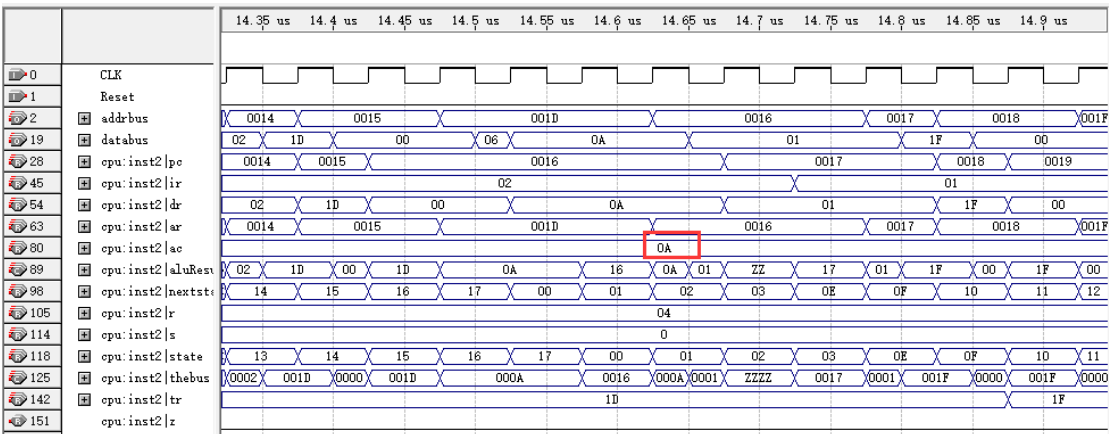 14.35 us 14.4 us 14.45 us 14.5 us 14.55 us 14.6 us 14.65 us 14.7 us 14.75 us 14.8 us 14.85 us 14.9 us
0 CLK
1 Reset
2 addrbus 0014 0015 001D 0016 0017 0018 001F
19 databus 02 1D 00 06 0A 01 1F 00
28 cpu:inst2|pc 0014 0015 0016 0017 0018 0019
45 cpu:inst2|ir 02 01
54 cpu:inst2|dr 02 1D 00 0A 01 1F 00
63 cpu:inst2|ar 0014 0015 001D 0016 0017 0018 001F
80 cpu:inst2|ac 0A
89 cpu:inst2|aluResu 02 1D 00 1D 0A 16 0A 01 ZZ 17 01 1F 00 1F 00
98 cpu:inst2|nextsta 14 15 16 17 00 01 02 03 0E 0F 10 11 12
105 cpu:inst2|r 04
114 cpu:inst2|s 0
118 cpu:inst2|state 13 14 15 16 17 00 01 02 03 0E 0F 10 11
125 cpu:inst2|thebus 0002 001D 0000 001D 000A 0016 000A 0001 ZZZZ 0017 0001 001F 0000 001F 0000
142 cpu:inst2|tr 1D 1F
151 cpu:inst2|z